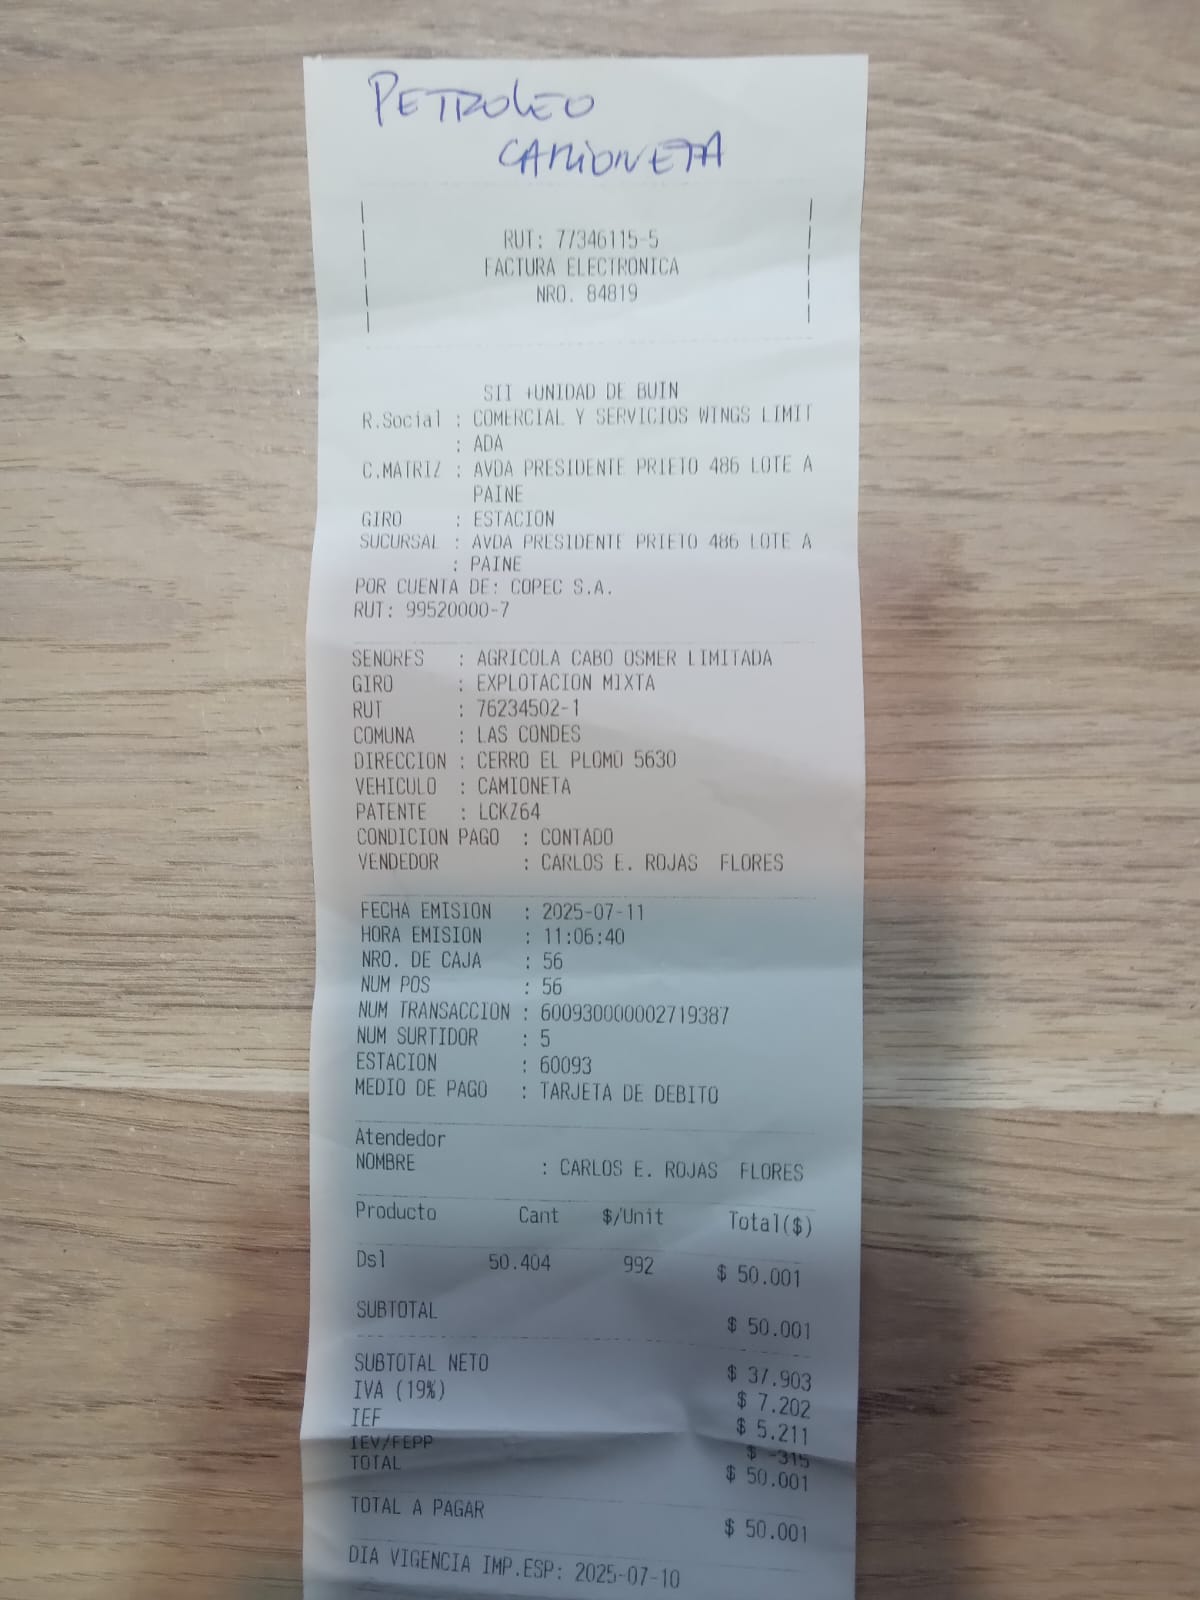 PETROLEO
CAMIONETA
RUT: 77346115-5
FACTURA ELECTRONICA
NRO. 84819
SII +UNIDAD DE BUIN
R.Social : COMERCIAL Y SERVICIOS WINGS LIMIT
: ADA
C.MATRIZ : AVDA PRESIDENTE PRIETO 486 LOTE A
PAINE
GIRO : ESTACION
SUCURSAL : AVDA PRESIDENTE PRIETO 486 LOTE A
: PAINE
POR CUENTA DE: COPEC S.A.
RUT: 99520000-7
SENORES : AGRICOLA CABO OSMER LIMITADA
GIRO : EXPLOTACION MIXTA
RUT : 76234502-1
COMUNA : LAS CONDES
DIRECCION : CERRO EL PLOMO 5630
VEHICULO : CAMIONETA
PATENTE : LCKZ64
CONDICION PAGO : CONTADO
VENDEDOR : CARLOS E. ROJAS FLORES
FECHA EMISION : 2025-07-11
HORA EMISION : 11:06:40
NRO. DE CAJA : 56
NUM POS : 56
NUM TRANSACCION : 600930000002719387
NUM SURTIDOR : 5
ESTACION : 60093
MEDIO DE PAGO : TARJETA DE DEBITO
Atendedor
NOMBRE : CARLOS E. ROJAS FLORES
Producto Cant $/Unit Total($)
Dsl 50.404 992 $ 50.001
SUBTOTAL $ 50.001
SUBTOTAL NETO $ 37.903
IVA (19%) $ 7.202
IEF $ 5.211
IEV/FEPP $ -315
TOTAL $ 50.001
TOTAL A PAGAR $ 50.001
DIA VIGENCIA IMP.ESP: 2025-07-10